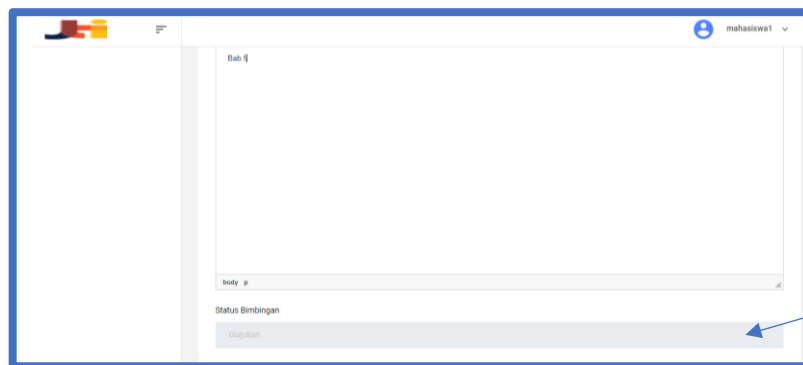 mahasiswa1
Bab 5
body p
Status Bimbingan
Diajukan